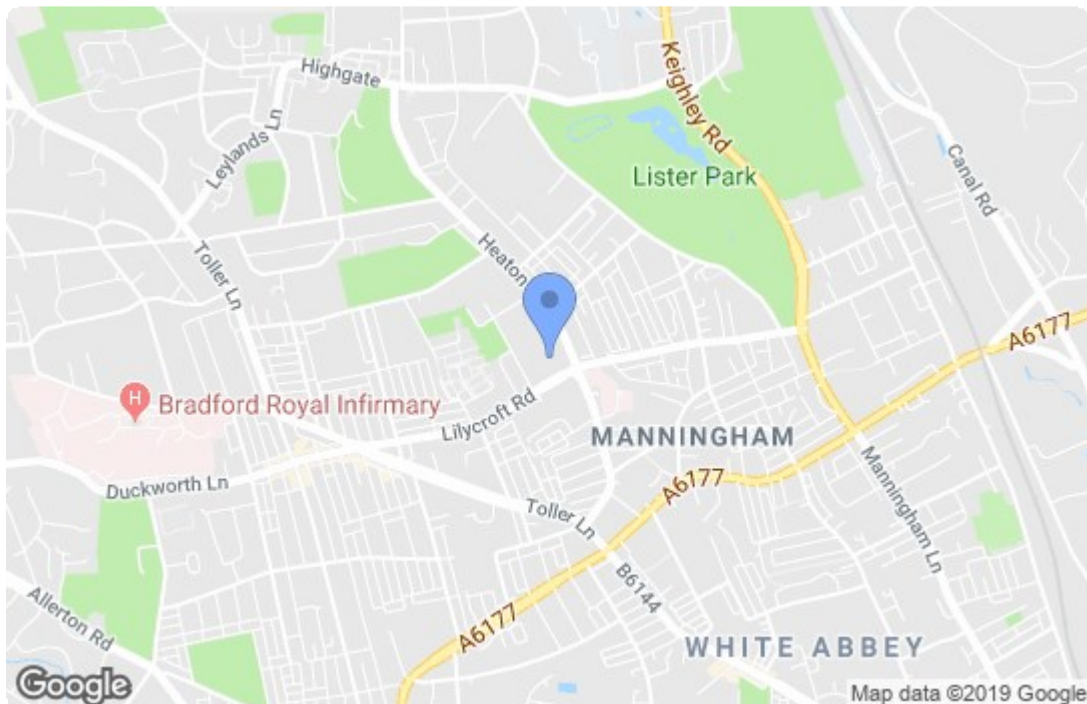 Highgate
Keighley Rd
Leylands Ln
Lister Park
Canal Rd
Heaton
Toller Ln
A6177
H
Bradford Royal Infirmary
Lilycroft Rd
MANNINGHAM
Duckworth Ln
A6177
Manningham Ln
Toller Ln
B6144
Allerton Rd
A6177
WHITE ABBEY
Google
Map data ©2019 Google